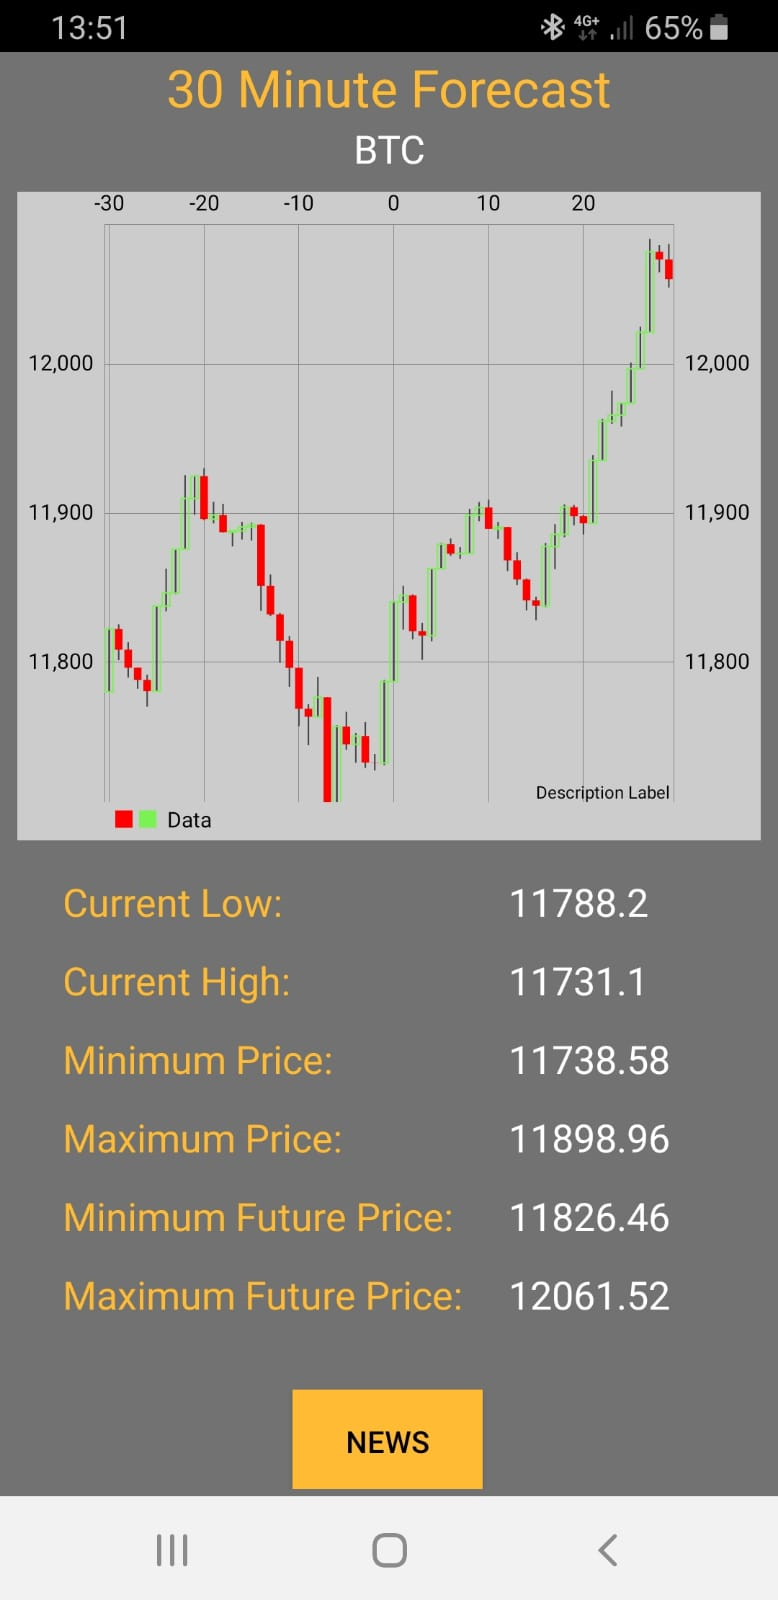 13:51 4G+ 65%
30 Minute Forecast
BTC
-30 -20 -10 0 10 20
12,000 12,000
11,900 11,900
11,800 11,800
Description Label
Data
Current Low: 11788.2
Current High: 11731.1
Minimum Price: 11738.58
Maximum Price: 11898.96
Minimum Future Price: 11826.46
Maximum Future Price: 12061.52
NEWS